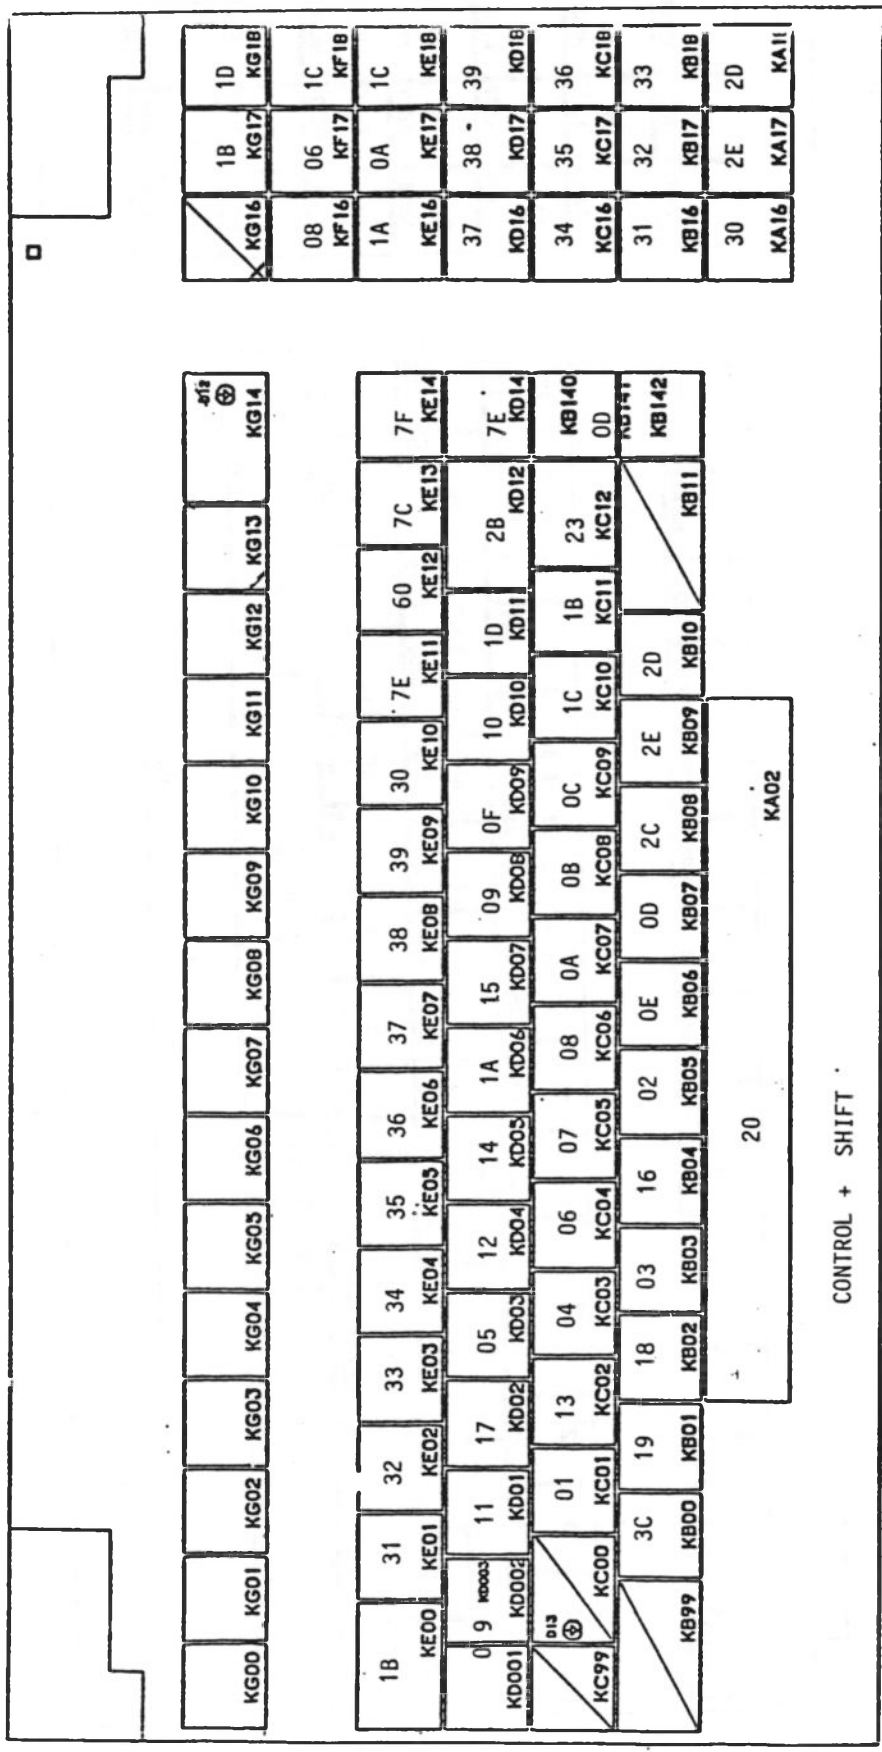 D12
KG00 KG01 KG02 KG03 KG04 KG05 KG06 KG07 KG08 KG09 KG10 KG11 KG12 KG13 KG14 KG16 1B KG17 1D KG18
08 KF16 06 KF17 1C KF18
1B KE00 31 KE01 32 KE02 33 KE03 34 KE04 35 KE05 36 KE06 37 KE07 38 KE08 39 KE09 30 KE10 7E KE11 60 KE12 7C KE13 7F KE14 1A KE16 0A KE17 1C KE18
KD001 09 KD003 KD002 11 KD01 17 KD02 05 KD03 12 KD04 14 KD05 1A KD06 15 KD07 09 KD08 0F KD09 10 KD10 1D KD11 2B KD12 7E KD14 37 KD16 38 KD17 39 KD18
KC99 D13 KC00 01 KC01 13 KC02 04 KC03 06 KC04 07 KC05 08 KC06 0A KC07 0B KC08 0C KC09 1C KC10 1B KC11 23 KC12 KB140 0D KB141 34 KC16 35 KC17 36 KC18
KB99 3C KB00 19 KB01 18 KB02 03 KB03 16 KB04 02 KB05 0E KB06 0D KB07 2C KB08 2E KB09 2D KB10 KB11 KB142 31 KB16 32 KB17 33 KB18
20 KA02 30 KA16 2E KA17 2D
CONTROL + SHIFT